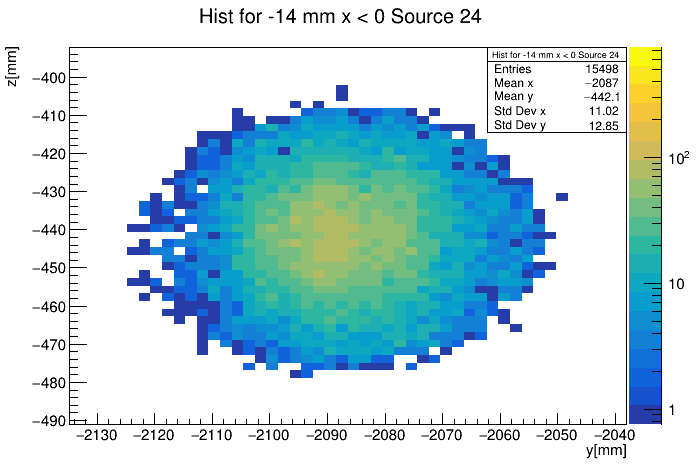 Hist for -14 mm x < 0 Source 24
z[mm]
Hist for -14 mm x < 0 Source 24
Entries 15498
Mean x −2087
Mean y −442.1
Std Dev x 11.02
Std Dev y 12.85
−400
−410
−420
−430
−440
−450
−460
−470
−480
−490
10²
10
1
−2130 −2120 −2110 −2100 −2090 −2080 −2070 −2060 −2050 −2040
y[mm]